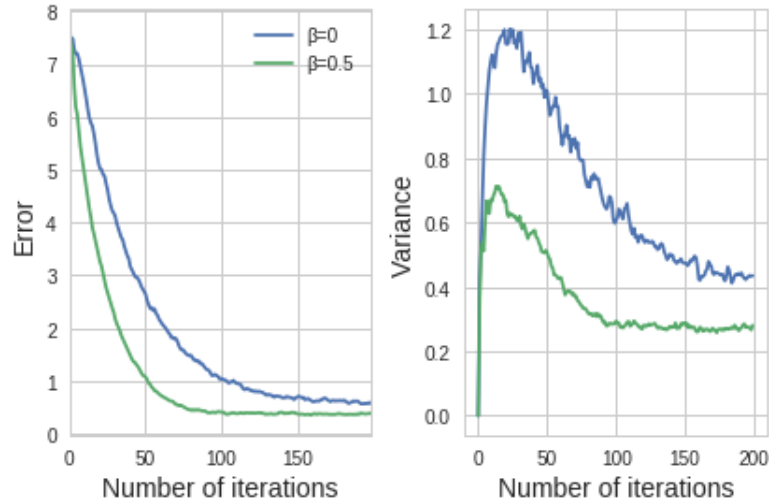 8
7
6
5
4
3
2
1
0
Error
β=0
β=0.5
0 50 100 150
Number of iterations
1.2
1.0
0.8
0.6
0.4
0.2
0.0
Variance
0 50 100 150 200
Number of iterations